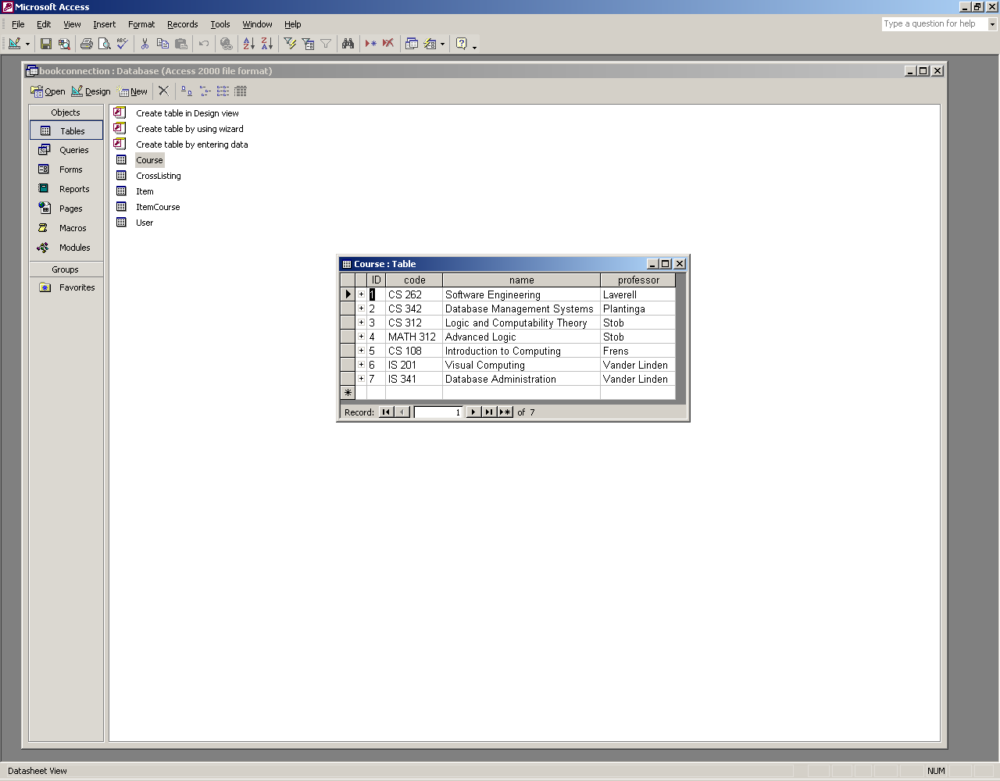 Microsoft Access
File Edit View Insert Format Records Tools Window Help Type a question for help
bookconnection : Database (Access 2000 file format)
Open Design New
Objects
Tables
Queries
Forms
Reports
Pages
Macros
Modules
Groups
Favorites
Create table in Design view
Create table by using wizard
Create table by entering data
Course
CrossListing
Item
ItemCourse
User
Course : Table
ID code name professor
1 CS 262 Software Engineering Laverell
2 CS 342 Database Management Systems Plantinga
3 CS 312 Logic and Computability Theory Stob
4 MATH 312 Advanced Logic Stob
5 CS 108 Introduction to Computing Frens
6 IS 201 Visual Computing Vander Linden
7 IS 341 Database Administration Vander Linden
Record: 1 of 7
Datasheet View NUM